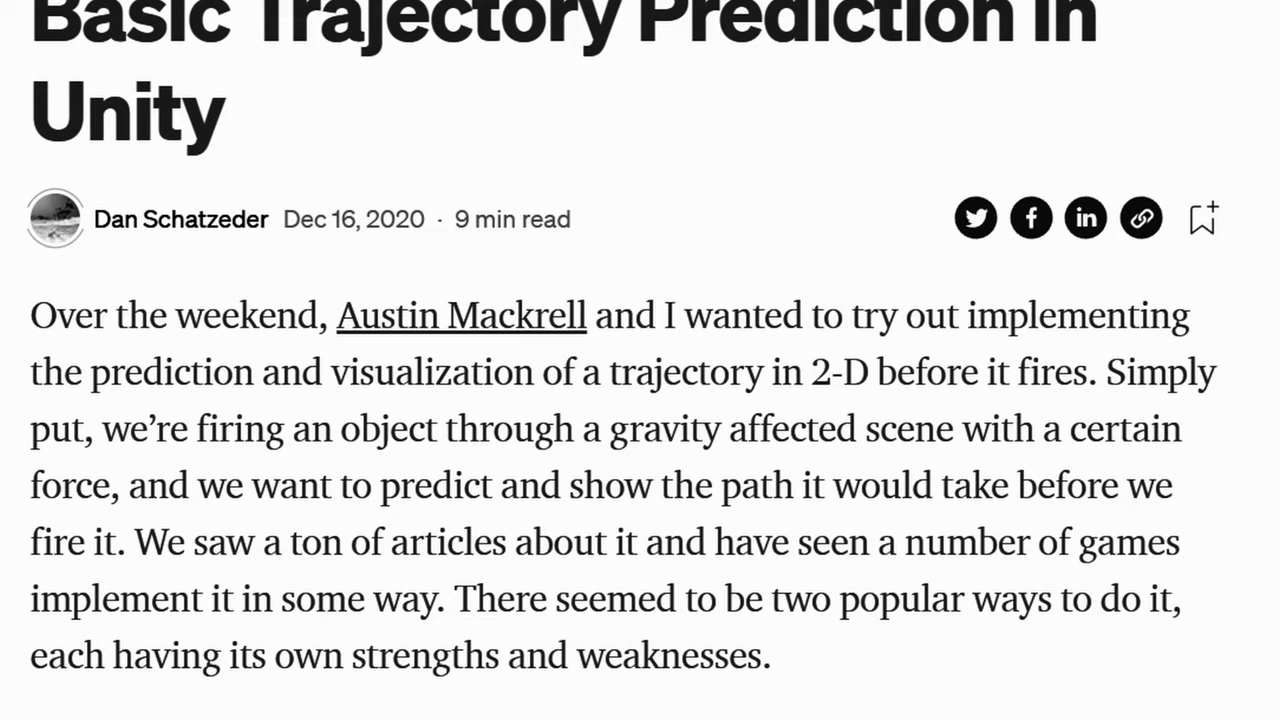 Basic Trajectory Prediction in
Unity
Dan Schatzeder Dec 16, 2020 · 9 min read
Over the weekend, Austin Mackrell and I wanted to try out implementing
the prediction and visualization of a trajectory in 2-D before it fires. Simply
put, we’re firing an object through a gravity affected scene with a certain
force, and we want to predict and show the path it would take before we
fire it. We saw a ton of articles about it and have seen a number of games
implement it in some way. There seemed to be two popular ways to do it,
each having its own strengths and weaknesses.